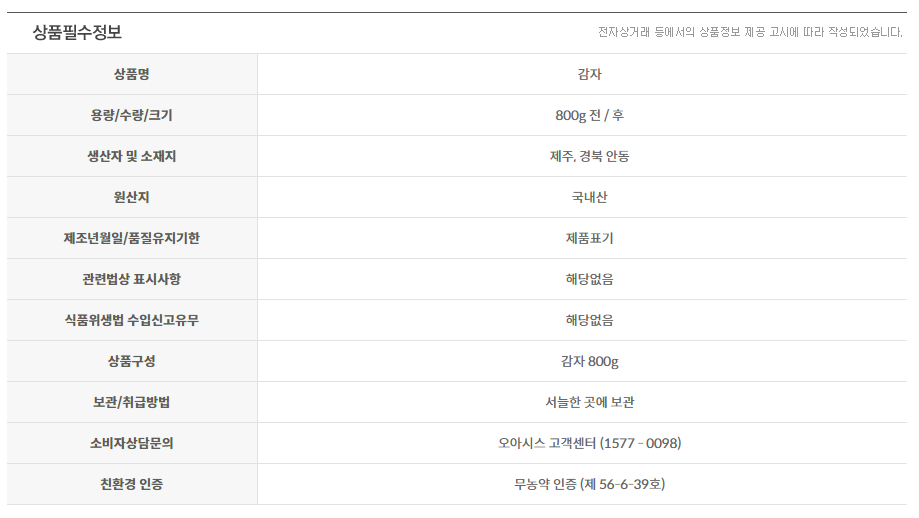 상품필수정보
전자상거래 등에서의 상품정보 제공 고시에 따라 작성되었습니다.
상품명 감자
용량/수량/크기 800g 전 / 후
생산자 및 소재지 제주, 경북 안동
원산지 국내산
제조년월일/품질유지기한 제품표기
관련법상 표시사항 해당없음
식품위생법 수입신고유무 해당없음
상품구성 감자 800g
보관/취급방법 서늘한 곳에 보관
소비자상담문의 오아시스 고객센터 (1577 - 0098)
친환경 인증 무농약 인증 (제 56-6-39호)